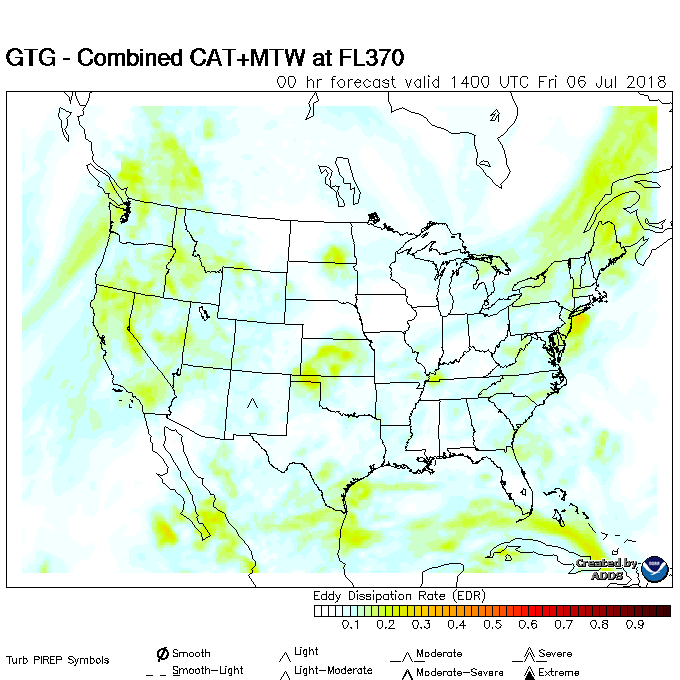 GTG - Combined CAT+MTW at FL370
00 hr forecast valid 1400 UTC Fri 06 Jul 2018
Created by
ADDS
Eddy Dissipation Rate (EDR)
0.1 0.2 0.3 0.4 0.5 0.6 0.7 0.8 0.9
Turb PIREP Symbols
Smooth Light Moderate Severe
Smooth-Light Light-Moderate Moderate-Severe Extreme